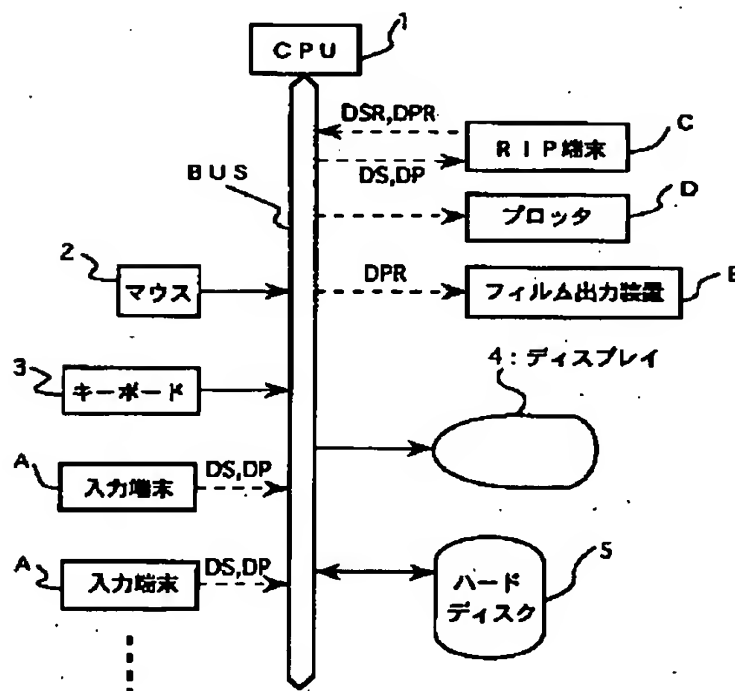 1
CPU
DSR,DPR
C
RIP端末
BUS
DS,DP
D
プロッタ
2
マウス
DPR
E
フィルム出力装置
3
キーボード
4:ディスプレイ
A
入力端末
DS,DP
A
入力端末
DS,DP
5
ハード
ディスク